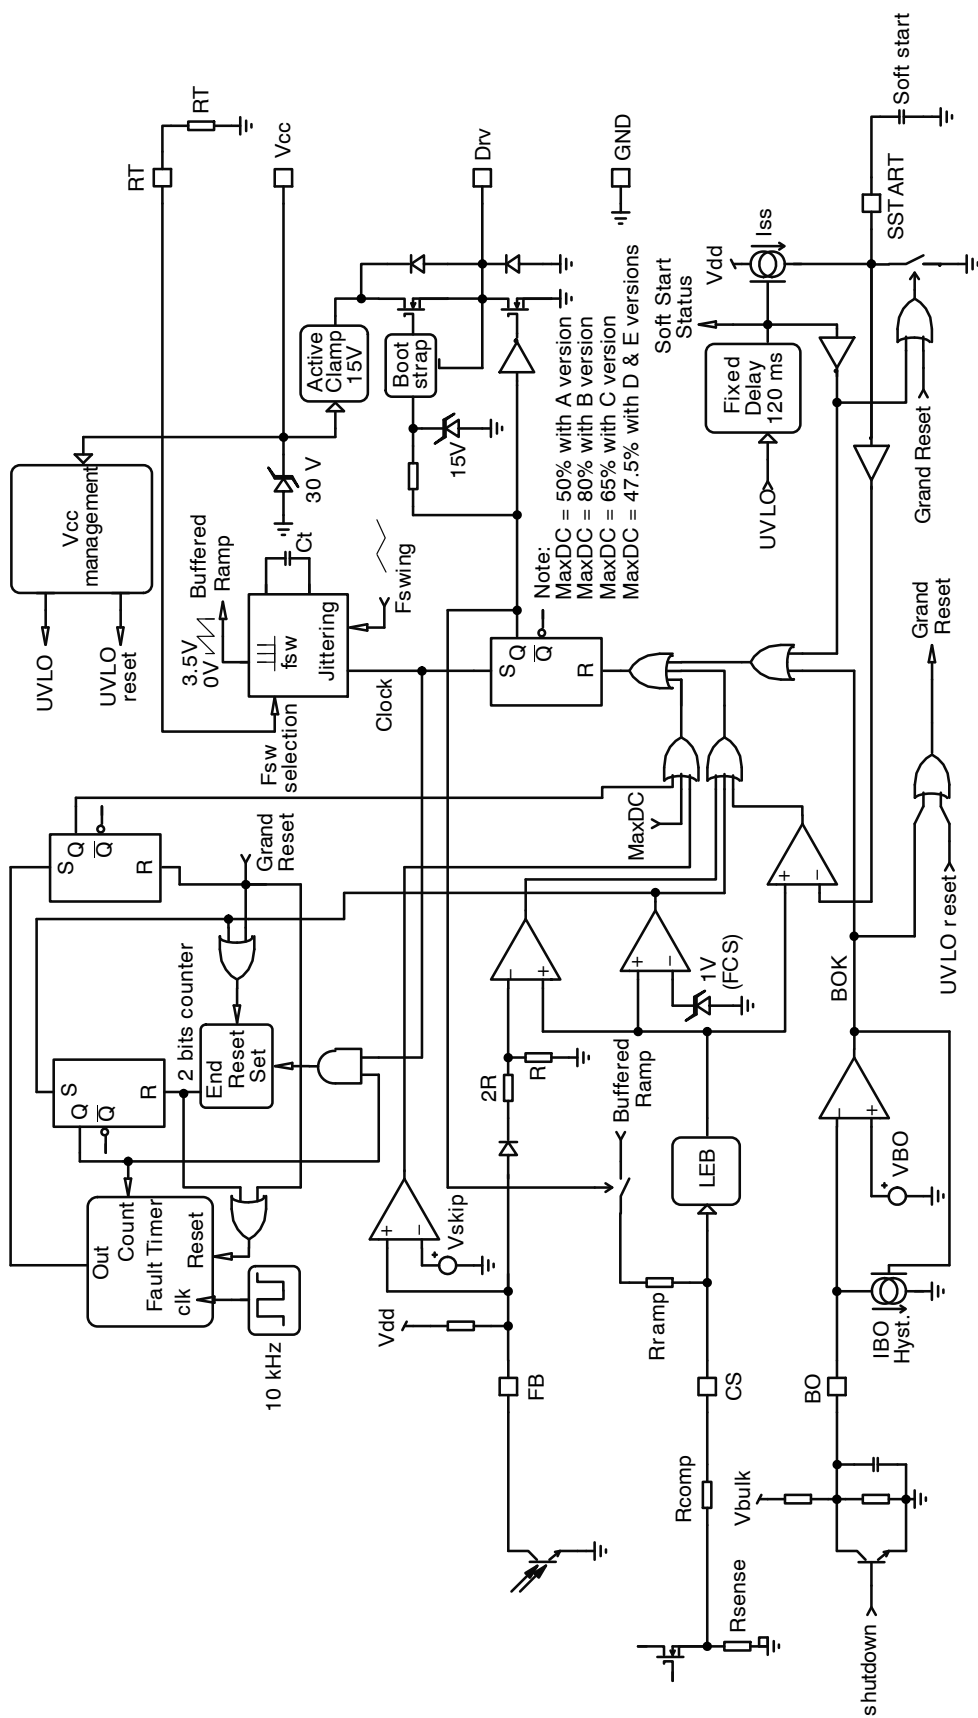 shutdown
Vbulk
BO
IBO
Hyst.
VBO
+
−
+
BOK
UVLO reset
Grand
Reset
Rsense
Rcomp
CS
Rramp
LEB
Buffered
Ramp
1V
(FCS)
+
−
+
−
MaxDC
UVLO
Fixed
Delay
120 ms
Soft Start
Status
Vdd
Iss
Grand Reset
SSTART
Soft start
FB
Vdd
Vskip
+
+
−
2R
R
−
+
S
Q
Q
R
Note:
MaxDC = 50% with A version
MaxDC = 80% with B version
MaxDC = 65% with C version
MaxDC = 47.5% with D & E versions
GND
Drv
15V
Boot
strap
Active
Clamp
15V
10 kHz
clk
Reset
Fault Timer
Count
Out
S
Q
Q
R
2 bits counter
End
Reset
Set
Grand
Reset
S
Q
Q
R
Fsw
selection
Clock
Jittering
fsw
Ct
Fswing
3.5V
0V
Buffered
Ramp
30 V
Vcc
UVLO
UVLO
reset
Vcc
management
RT
RT